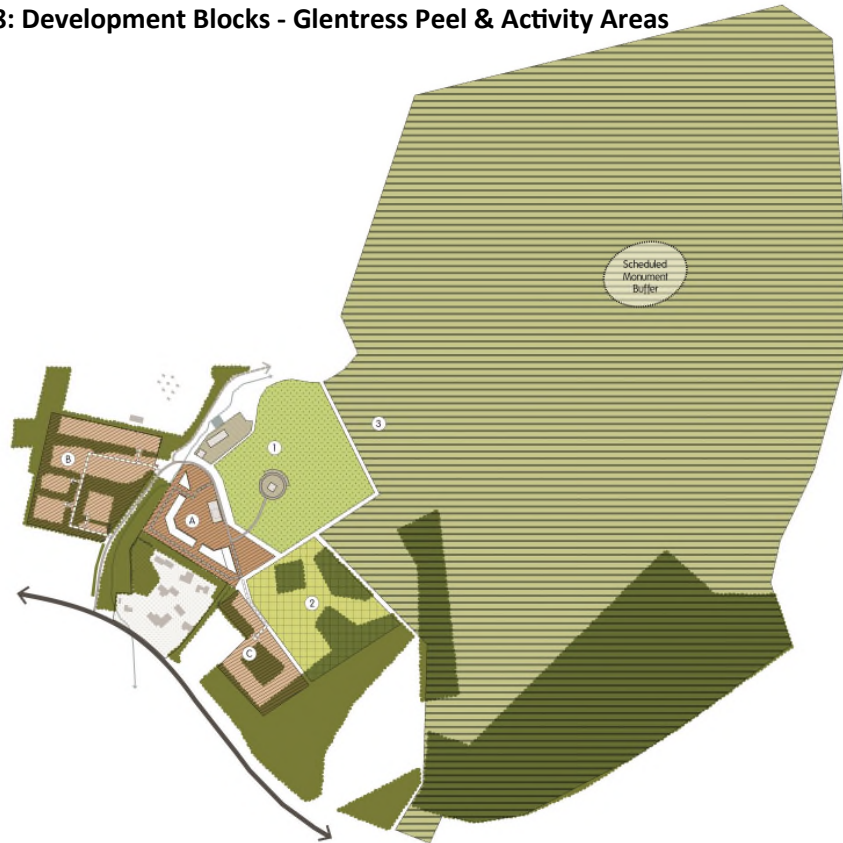 3: Development Blocks - Glentress Peel & Activity Areas
Scheduled
Monument
Buffer
3
1
B
A
2
C